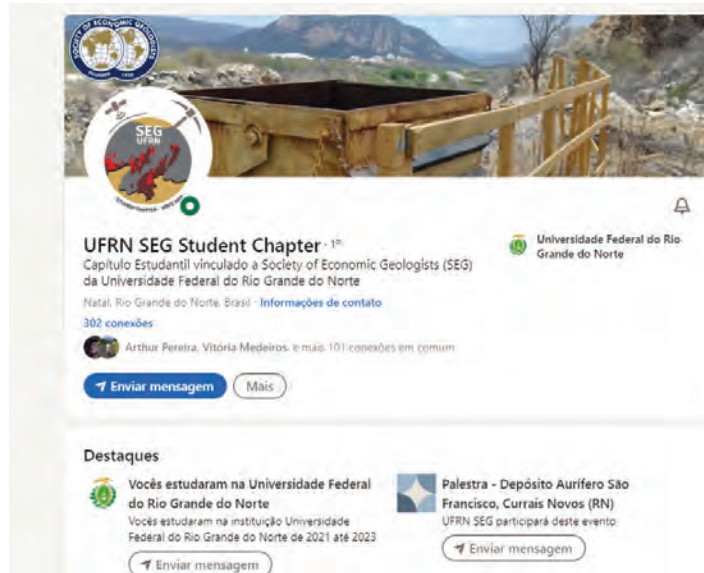 SOCIETY OF ECONOMIC GEOLOGISTS
SEG
UFRN
UFRN SEG Student Chapter · 1º
Capítulo Estudantil vinculado a Society of Economic Geologists (SEG)
da Universidade Federal do Rio Grande do Norte
Natal, Rio Grande do Norte, Brasil · Informações de contato
302 conexões
Arthur Pereira, Vitória Medeiros, e mais 101 conexões em comum
Enviar mensagem
Mais
Universidade Federal do Rio
Grande do Norte
Destaques
Vocês estudaram na Universidade Federal
do Rio Grande do Norte
Vocês estudaram na instituição Universidade
Federal do Rio Grande do Norte de 2021 até 2023
Enviar mensagem
Palestra - Depósito Aurífero São
Francisco, Currais Novos (RN)
UFRN SEG participará deste evento
Enviar mensagem